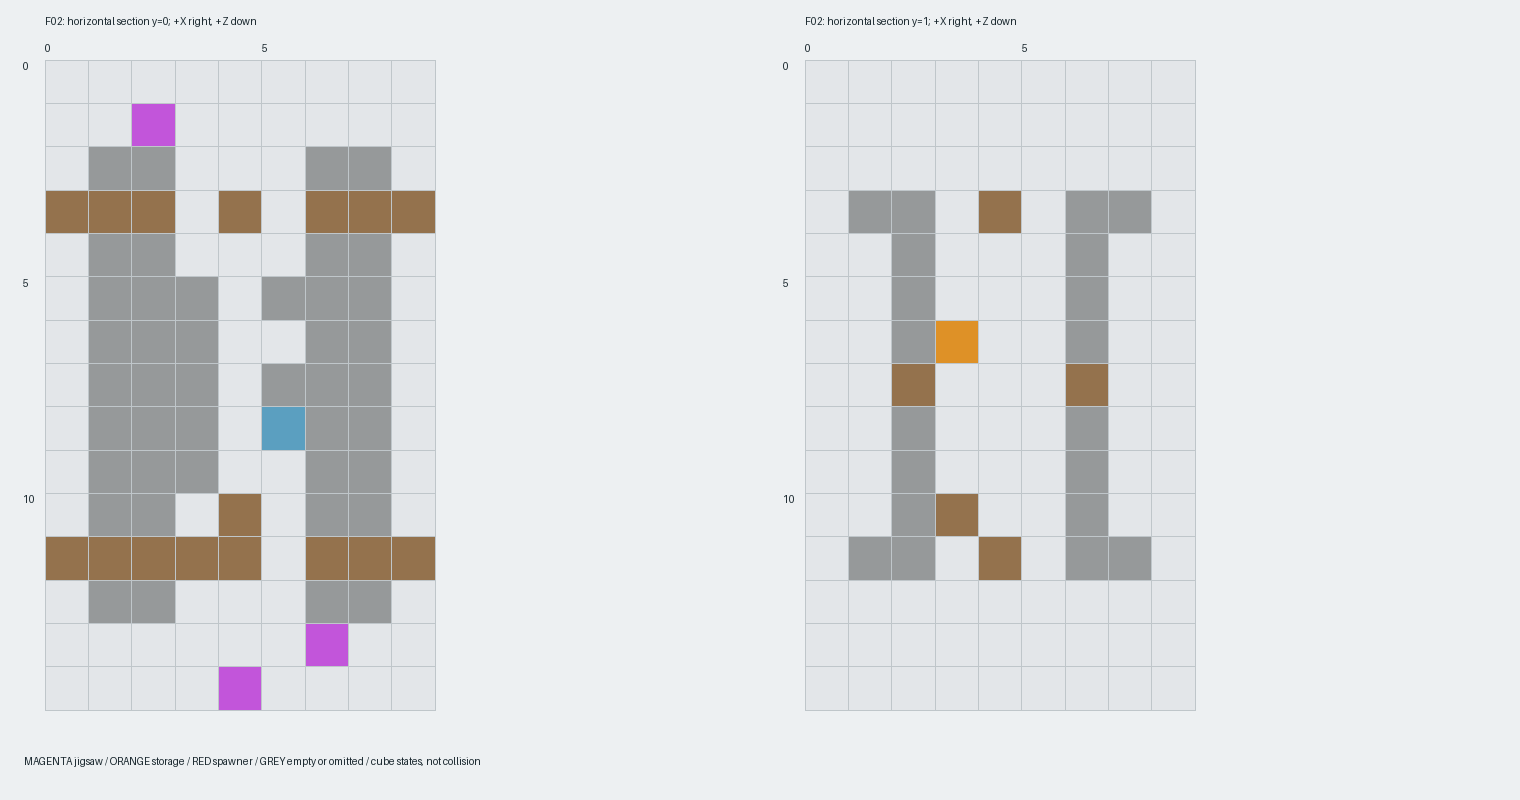 F02: horizontal section y=0; +X right, +Z down
F02: horizontal section y=1; +X right, +Z down
0 5
0 5
0
5
10
0
5
10
MAGENTA jigsaw / ORANGE storage / RED spawner / GREY empty or omitted / cube states, not collision